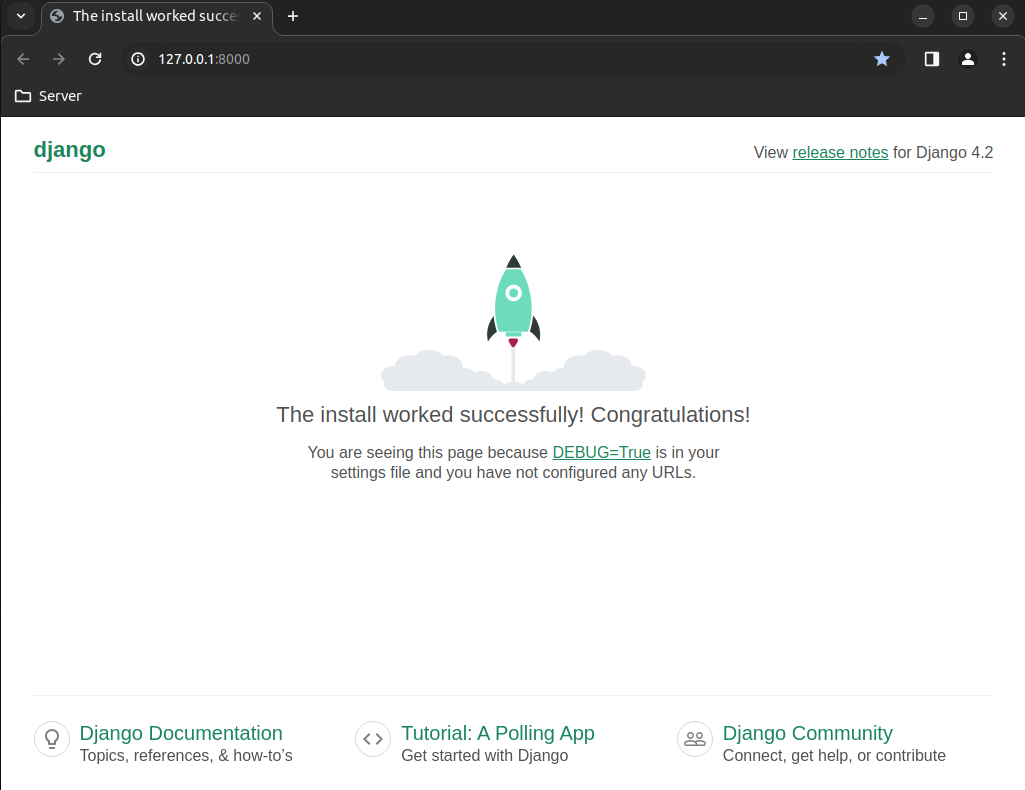 The install worked succes
127.0.0.1:8000
Server
django
View release notes for Django 4.2
The install worked successfully! Congratulations!
You are seeing this page because DEBUG=True is in your
settings file and you have not configured any URLs.
Django Documentation
Topics, references, & how-to’s
Tutorial: A Polling App
Get started with Django
Django Community
Connect, get help, or contribute